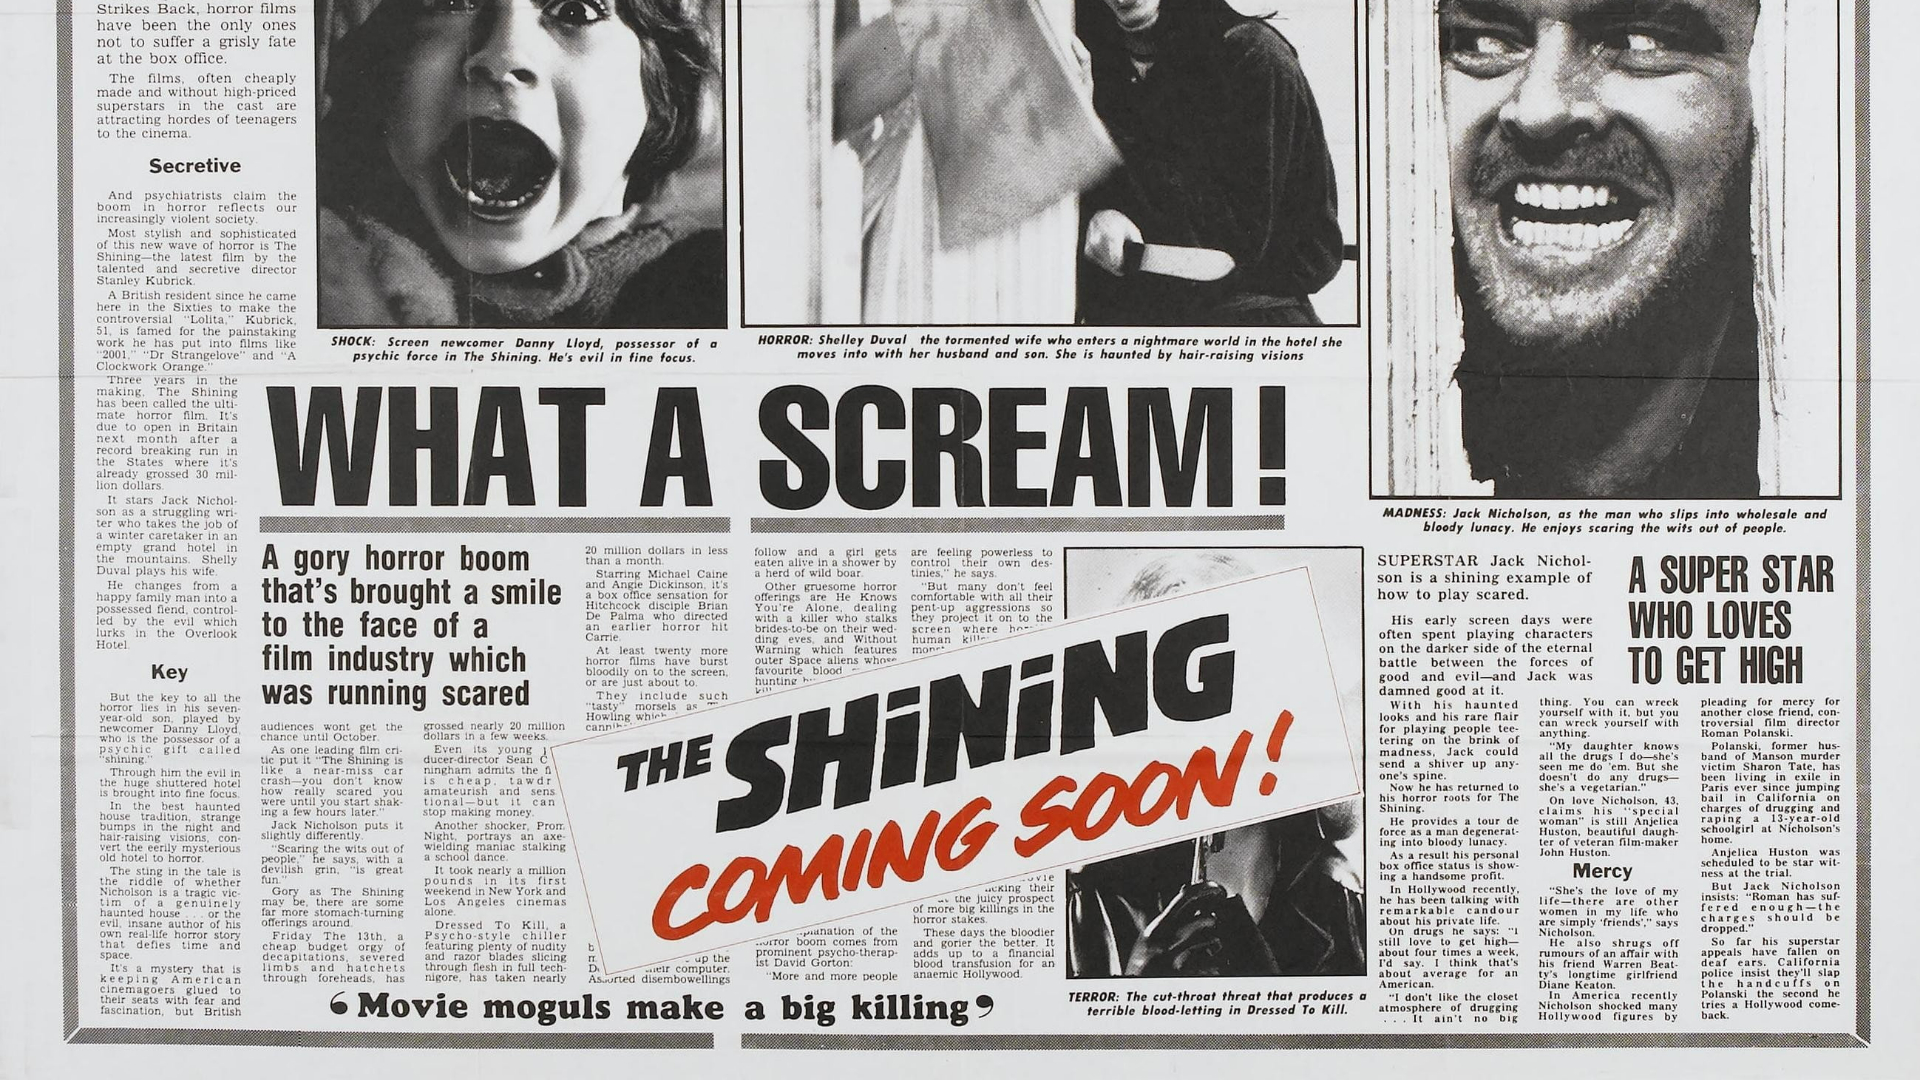 Strikes Back, horror films
have been the only ones
not to suffer a grisly fate
at the box office.
The films, often cheaply
made and without high-priced
superstars in the cast are
attracting hordes of teenagers
to the cinema.
Secretive
And psychiatrists claim the
boom in horror reflects our
increasingly violent society.
Most stylish and sophisticated
of this new wave of horror is The
Shining—the latest film by the
talented and secretive director
Stanley Kubrick.
A British resident since he came
here in the Sixties to make the
controversial "Lolita," Kubrick,
51, is famed for the painstaking
work he has put into films like
"2001," "Dr Strangelove" and "A
Clockwork Orange."
Three years in the
making, The Shining
has been called the ulti-
mate horror film. It's
due to open in Britain
next month after a
record breaking run in
the States where it's
already grossed 30 mil-
lion dollars.
It stars Jack Nichol-
son as a struggling wri-
ter who takes the job of
a winter caretaker in an
empty grand hotel in
the mountains. Shelly
Duval plays his wife.
He changes from a
happy family man into a
possessed fiend, control-
led by the evil which
lurks in the Overlook
Hotel.
Key
But the key to all the
horror lies in his seven-
year-old son, played by
newcomer Danny Lloyd,
who is the possessor of a
psychic gift called
"shining."
Through him the evil in
the huge shuttered hotel
is brought into fine focus.
In the best haunted
house tradition, strange
bumps in the night and
hair-raising visions, con-
vert the eerily mysterious
old hotel to horror.
The sting in the tale is
the riddle of whether
Nicholson is a tragic vic-
tim of a genuinely
haunted house . . . or the
evil, insane author of his
own real-life horror story
that defies time and
space.
It's a mystery that is
keeping American
cinemagoers glued to
their seats with fear and
fascination, but British
SHOCK: Screen newcomer Danny Lloyd, possessor of a
psychic force in The Shining. He's evil in fine focus.
HORROR: Shelley Duval the tormented wife who enters a nightmare world in the hotel she
moves into with her husband and son. She is haunted by hair-raising visions
MADNESS: Jack Nicholson, as the man who slips into wholesale and
bloody lunacy. He enjoys scaring the wits out of people.
WHAT A SCREAM!
A gory horror boom
that's brought a smile
to the face of a
film industry which
was running scared
audiences wont get the
chance until October.
As one leading film cri-
tic put it "The Shining is
like a near-miss car
crash—you don't know
how really scared you
were until you start shak-
ing a few hours later."
Jack Nicholson puts it
slightly differently.
"Scaring the wits out of
people," he says, with a
devilish grin, "is great
fun."
Gory as The Shining
may be, there are some
far more stomach-turning
offerings around.
Friday The 13th, a
cheap budget orgy of
decapitations, severed
limbs and hatchets
through foreheads, has
grossed nearly 20 million
dollars in a few weeks.
Even its young
ducer-director Sean C
ningham admits the fi
is cheap, tawdr
amateurish and sens
tional—but it can
stop making money.
Another shocker, Prom
Night, portrays an axe-
wielding maniac stalking
a school dance.
It took nearly a million
pounds in its first
weekend in New York and
Los Angeles cinemas
alone.
Dressed To Kill, a
Psycho-style chiller
featuring plenty of nudity
and razor blades slicing
through flesh in full tech-
nigore, has taken nearly
20 million dollars in less
than a month.
Starring Michael Caine
and Angie Dickinson, it's
a box office sensation for
Hitchcock disciple Brian
De Palma who directed
an earlier horror hit
Carrie.
At least twenty more
horror films have burst
bloodily on to the screen,
or are just about to.
They include such
"tasty" morsels as
Howling which
up the
their computer.
Assorted disembowellings
follow and a girl gets
eaten alive in a shower by
a herd of wild boar.
Other gruesome horror
offerings are He Knows
You're Alone, dealing
with a killer who stalks
brides-to-be on their wed-
ding eves, and Without
Warning which features
outer Space aliens whose
favourite blood
hunting
horror boom comes from
prominent psycho-therap-
ist David Gorton:
"More and more people
are feeling powerless to
control their own des-
tinies," he says.
"But many don't feel
comfortable with all their
pent-up aggressions so
they project it on to the
screen where
human
the juicy prospect
of more big killings in the
horror stakes.
These days the bloodier
and gorier the better. It
adds up to a financial
blood transfusion for an
anaemic Hollywood.
THE SHiNiNG
COMING SOON!
'Movie moguls make a big killing'
TERROR: The cut-throat threat that produces a
terrible blood-letting in Dressed To Kill.
A SUPER STAR
WHO LOVES
TO GET HIGH
SUPERSTAR Jack Nichol-
son is a shining example of
how to play scared.
His early screen days were
often spent playing characters
on the darker side of the eternal
battle between the forces of
good and evil—and Jack was
damned good at it.
With his haunted
looks and his rare flair
for playing people tee-
tering on the brink of
madness, Jack could
send a shiver up any-
one's spine.
Now he has returned to
his horror roots for The
Shining.
He provides a tour de
force as a man degenerat-
ing into bloody lunacy.
As a result his personal
box office status is show-
ing a handsome profit.
In Hollywood recently,
he has been talking with
remarkable candour
about his private life.
On drugs he says: "I
still love to get high—
about four times a week,
I'd say. I think that's
about average for an
American.
"I don't like the closet
atmosphere of drugging
. . . It ain't no big
thing. You can wreck
yourself with it, but you
can wreck yourself with
anything.
"My daughter knows
all the drugs I do—she's
seen me do 'em. But she
doesn't do any drugs—
she's a vegetarian."
On love Nicholson, 43,
claims his "special
woman" is still Anjelica
Huston, beautiful daugh-
ter of veteran film-maker
John Huston.
Mercy
"She's the love of my
life—there are other
women in my life who
are simply 'friends'," says
Nicholson.
He also shrugs off
rumours of an affair with
his friend Warren Beat-
ty's longtime girlfriend
Diane Keaton.
In America recently
Nicholson shocked many
Hollywood figures by
pleading for mercy for
another close friend, con-
troversial film director
Roman Polanski.
Polanski, former hus-
band of Manson murder
victim Sharon Tate, has
been living in exile in
Paris ever since jumping
bail in California on
charges of drugging and
raping a 13-year-old
schoolgirl at Nicholson's
home.
Anjelica Huston was
scheduled to be star wit-
ness at the trial.
But Jack Nicholson
insists: "Roman has suf-
fered enough—the
charges should be
dropped."
So far his superstar
appeals have fallen on
deaf ears. California
police insist they'll slap
the handcuffs on
Polanski the second he
tries a Hollywood come-
back.